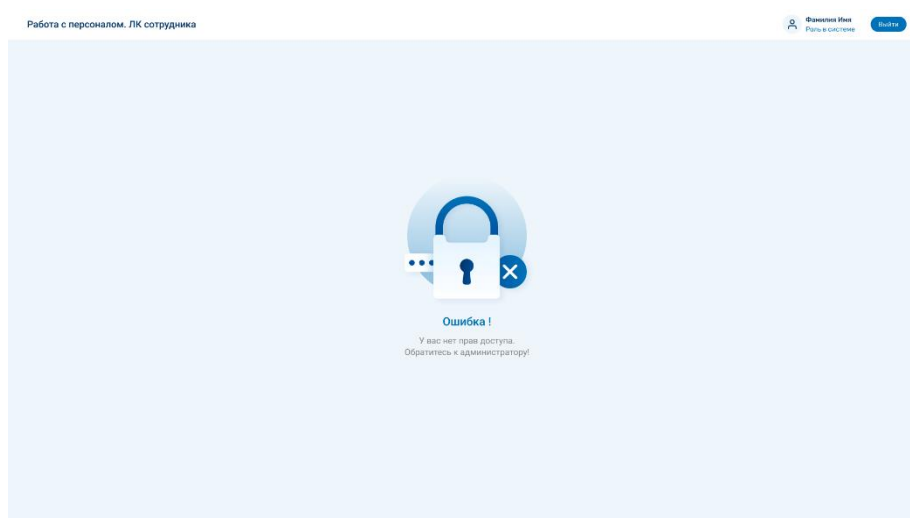 Работа с персоналом. ЛК сотрудника
Фамилия Имя
Роль в системе
Выйти
Ошибка !
У вас нет прав доступа.
Обратитесь к администратору!